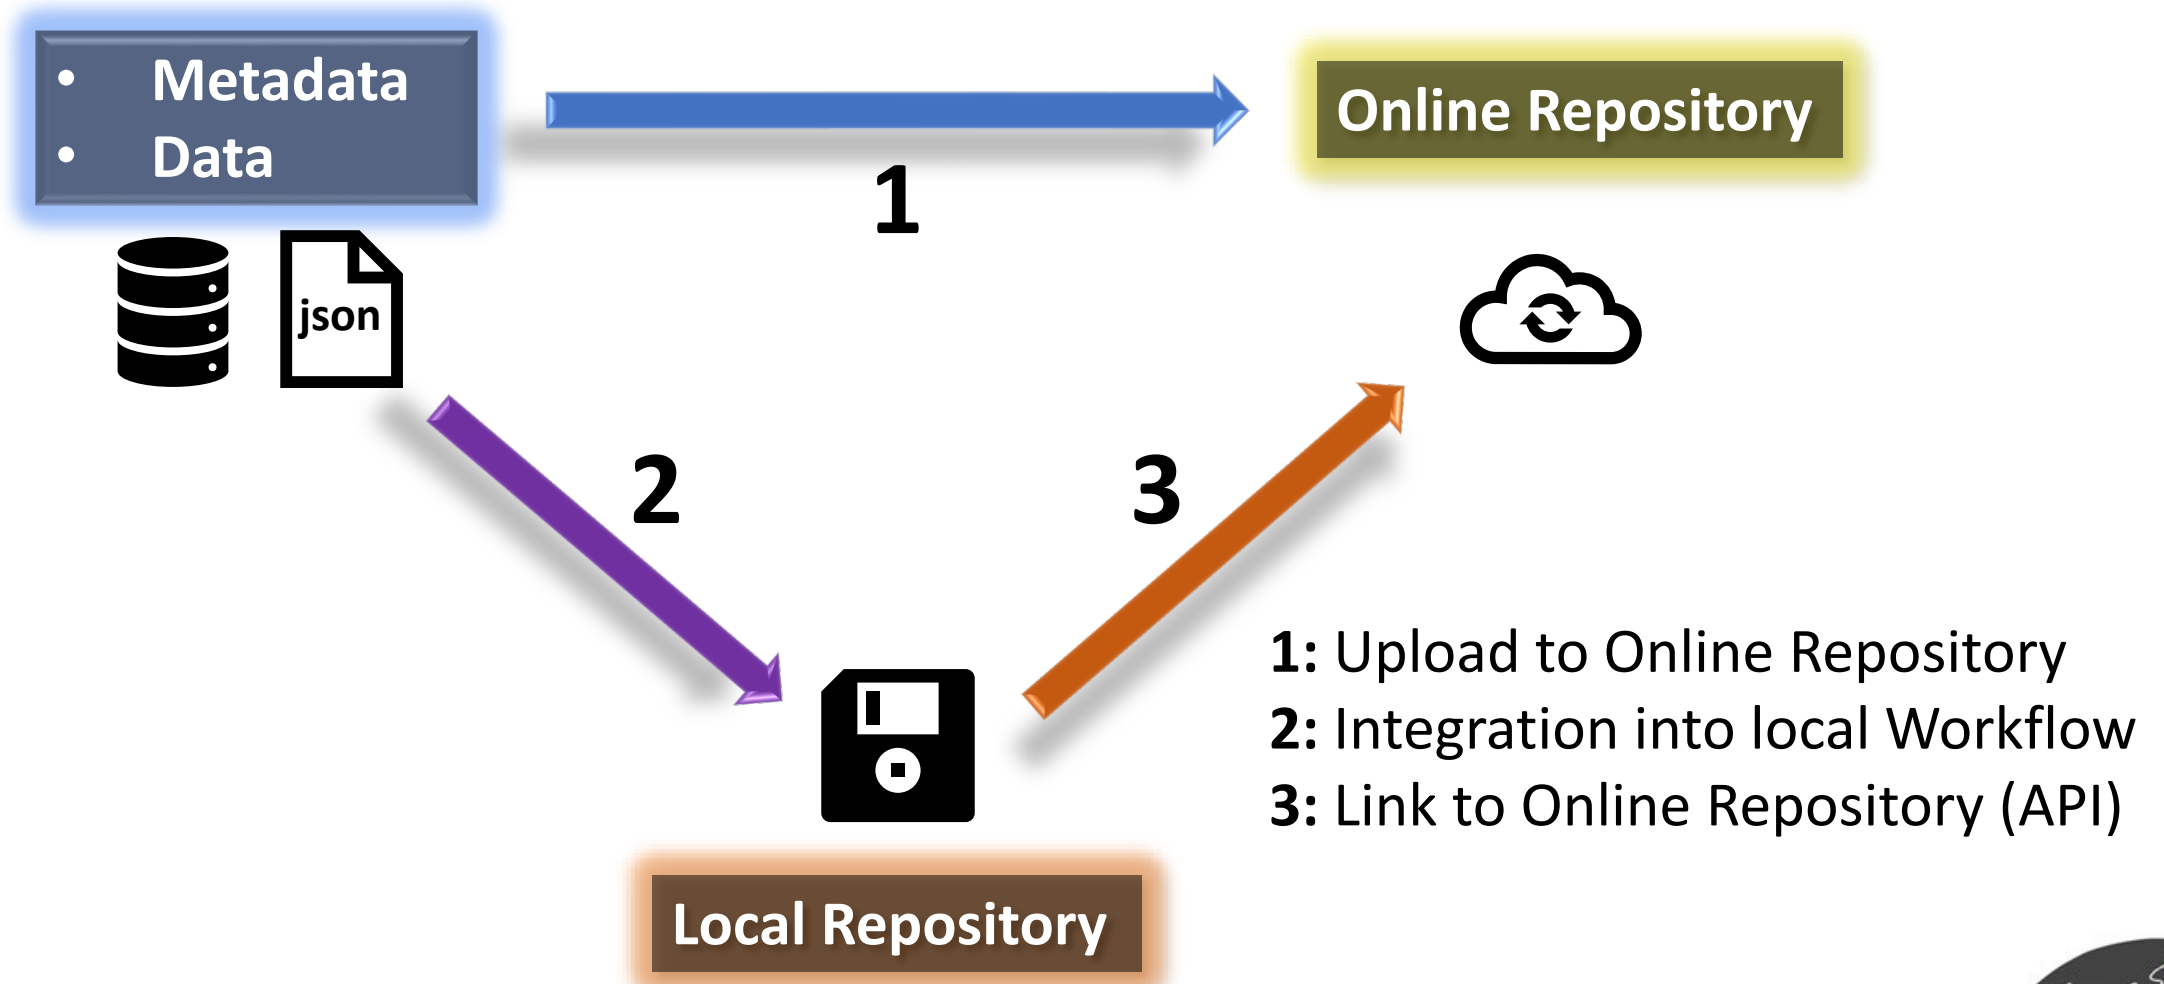 • Metadata
• Data
Online Repository
1
json
2
3
1: Upload to Online Repository
2: Integration into local Workflow
3: Link to Online Repository (API)
Local Repository